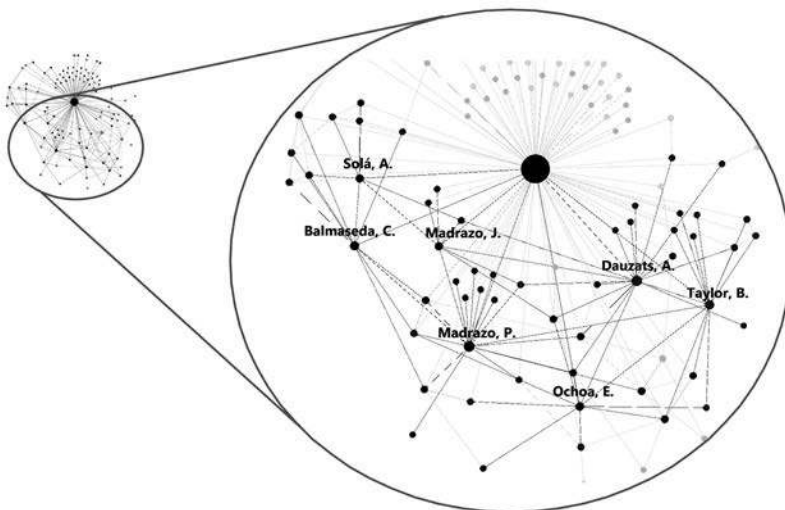 Solá, A.
Balmaseda, C.
Madrazo, J.
Dauzats, A.
Taylor, B.
Madrazo, P.
Ochoa, E.